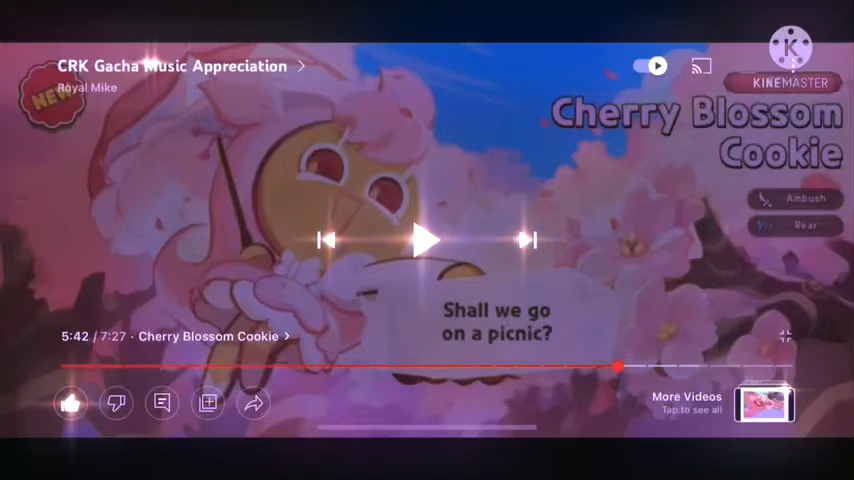 CRK Gacha Music Appreciation
Royal Mike
NEW
K
KINEMASTER
Cherry Blossom
Cookie
Ambush
Rear
Shall we go
on a picnic?
5:42 / 7:27 · Cherry Blossom Cookie
More Videos
Tap to see all